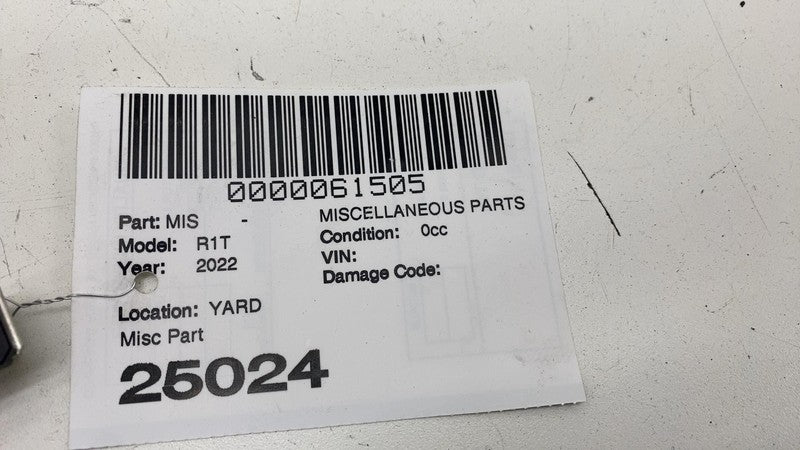 0000061505
Part: MIS - MISCELLANEOUS PARTS
Model: R1T Condition: 0cc
Year: 2022 VIN:
Damage Code:
Location: YARD
Misc Part
25024